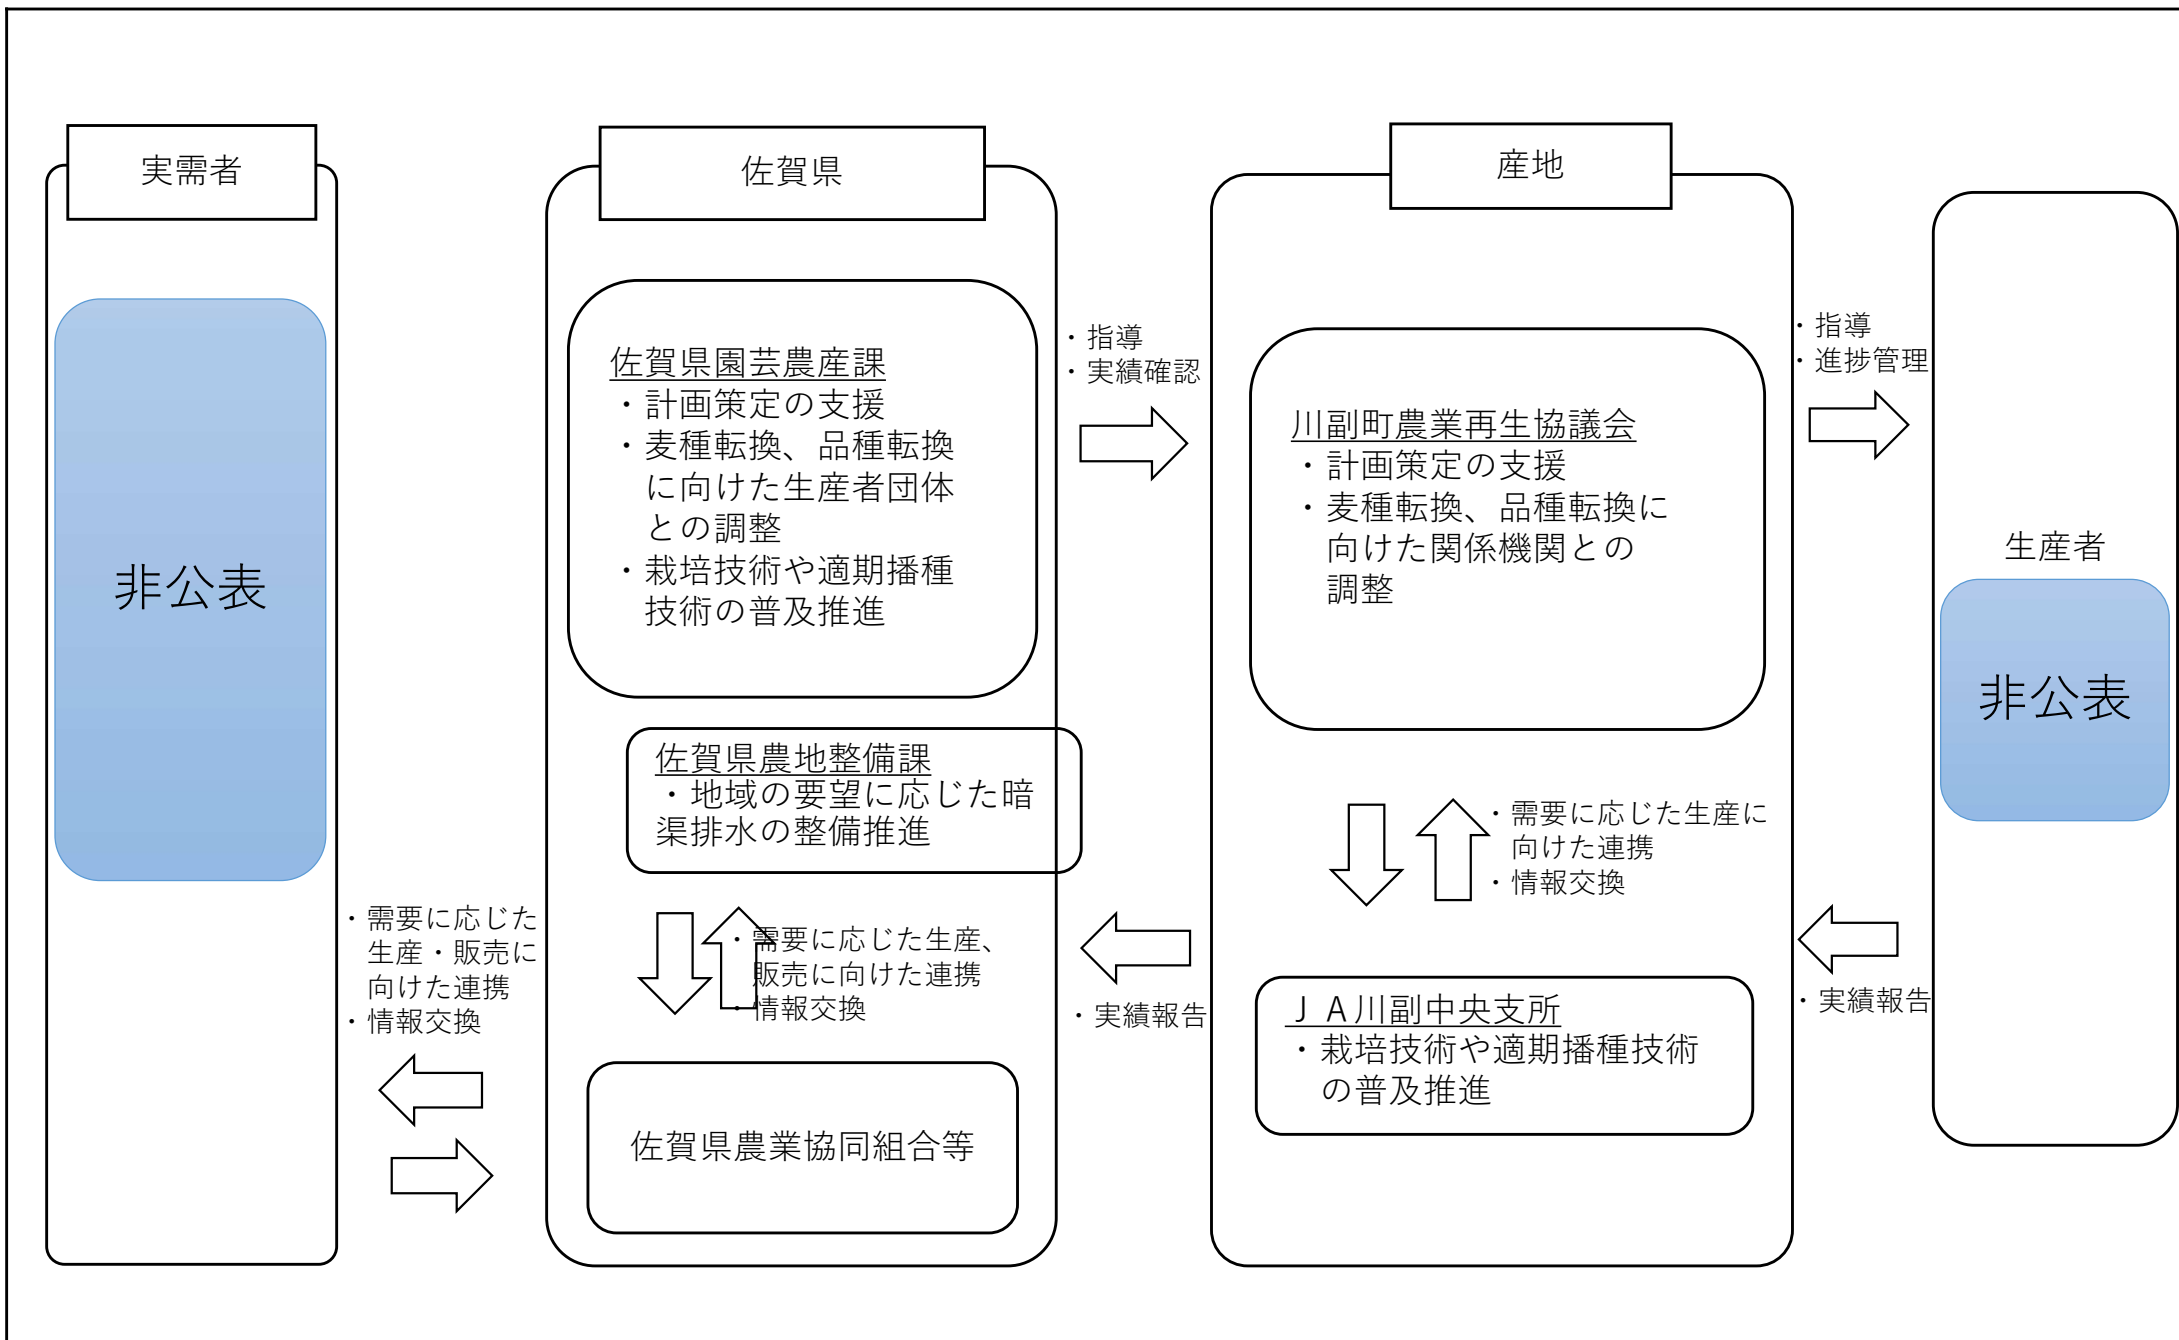 実需者
非公表
・需要に応じた
生産・販売に
向けた連携
・情報交換
佐賀県
佐賀県園芸農産課
・計画策定の支援
・麦種転換、品種転換
に向けた生産者団体
との調整
・栽培技術や適期播種
技術の普及推進
佐賀県農地整備課
・地域の要望に応じた暗
渠排水の整備推進
・需要に応じた生産、
販売に向けた連携
・情報交換
佐賀県農業協同組合等
・指導
・実績確認
・実績報告
産地
川副町農業再生協議会
・計画策定の支援
・麦種転換、品種転換に
向けた関係機関との
調整
・需要に応じた生産に
向けた連携
・情報交換
ＪＡ川副中央支所
・栽培技術や適期播種技術
の普及推進
・指導
・進捗管理
・実績報告
生産者
非公表